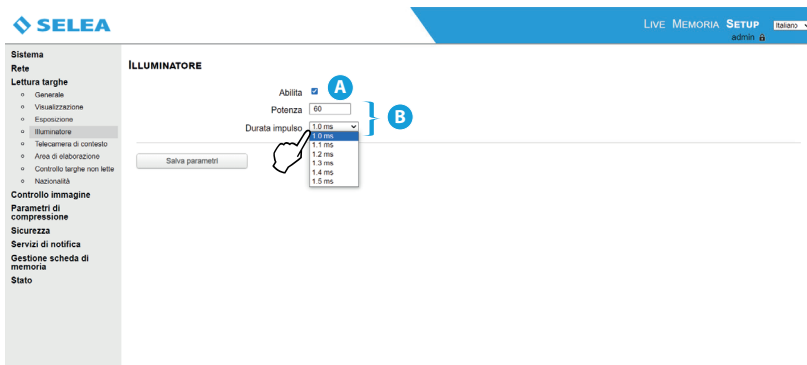 SELEA
LIVE MEMORIA SETUP
Italiano
admin
Sistema
Rete
Lettura targhe
Generale
Visualizzazione
Esposizione
Illuminatore
Telecamera di contesto
Area di elaborazione
Controllo targhe non lette
Nazionalità
Controllo immagine
Parametri di
compressione
Sicurezza
Servizi di notifica
Gestione scheda di
memoria
Stato
ILLUMINATORE
Abilita A
Potenza 60
B
Durata impulso 1.0 ms
1.0 ms
1.1 ms
1.2 ms
1.3 ms
1.4 ms
1.5 ms
Salva parametri